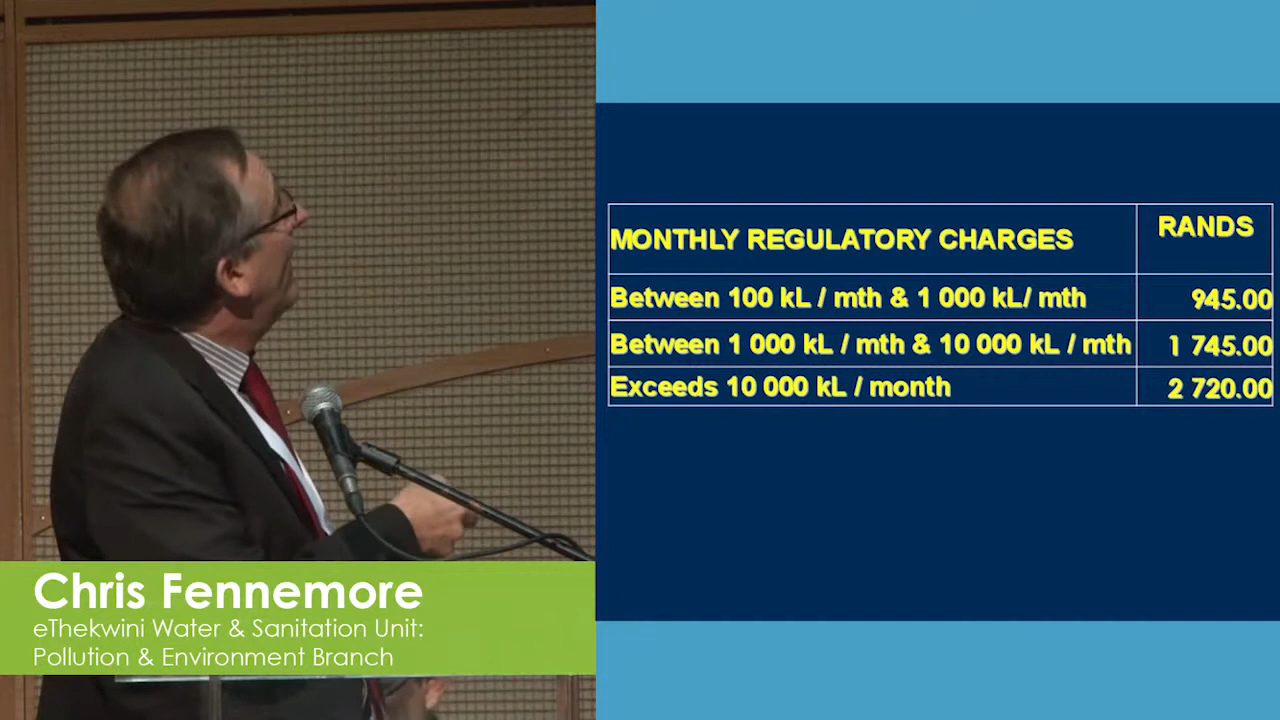 MONTHLY REGULATORY CHARGES RANDS
Between 100 kL / mth & 1 000 kL/ mth 945.00
Between 1 000 kL / mth & 10 000 kL / mth 1 745.00
Exceeds 10 000 kL / month 2 720.00
Chris Fennemore
eThekwini Water & Sanitation Unit:
Pollution & Environment Branch